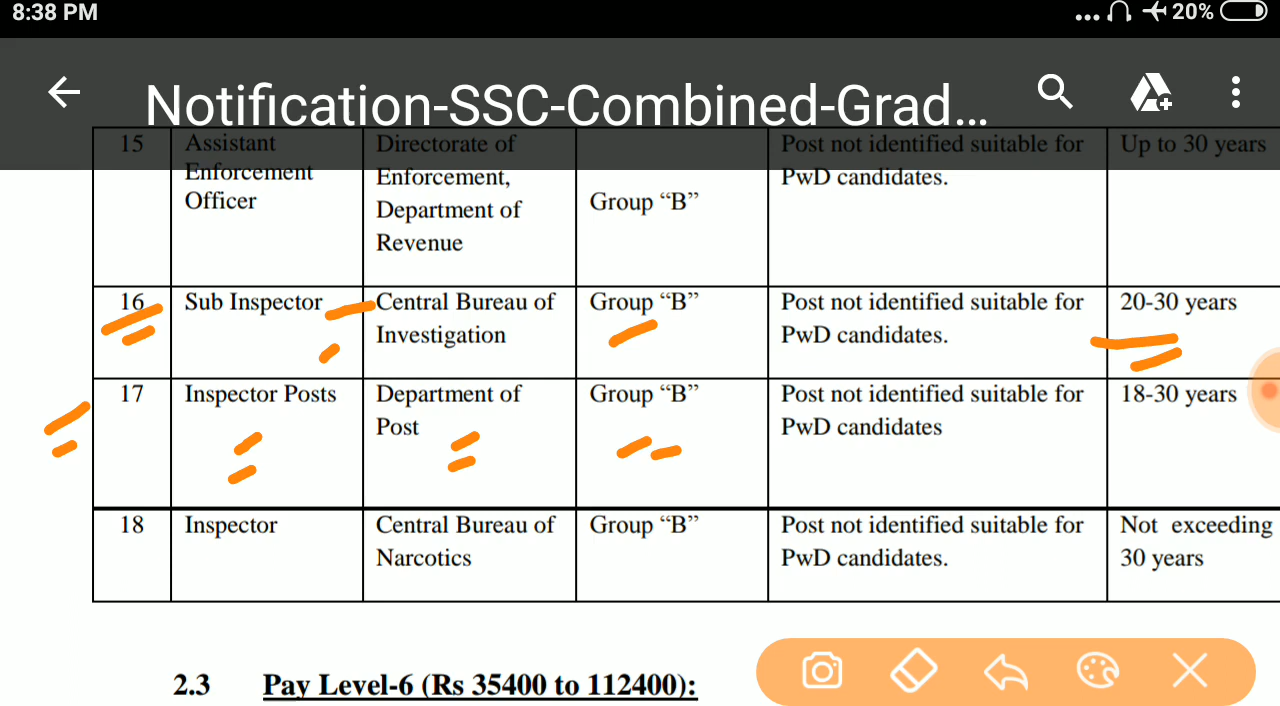 8:38 PM
20%
Notification-SSC-Combined-Grad...
15 Assistant Directorate of Post not identified suitable for Up to 30 years
Enforcement Enforcement, PwD candidates.
Officer Department of Group “B”
Revenue
16 Sub Inspector Central Bureau of Group “B” Post not identified suitable for 20-30 years
Investigation PwD candidates.
17 Inspector Posts Department of Group “B” Post not identified suitable for 18-30 years
Post PwD candidates
18 Inspector Central Bureau of Group “B” Post not identified suitable for Not exceeding
Narcotics PwD candidates. 30 years
2.3 Pay Level-6 (Rs 35400 to 112400):